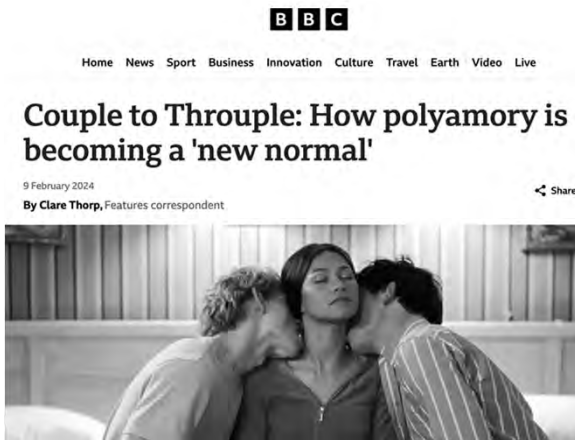 BBC
Home News Sport Business Innovation Culture Travel Earth Video Live
Couple to Throuple: How polyamory is
becoming a 'new normal'
9 February 2024
Share
By Clare Thorp, Features correspondent